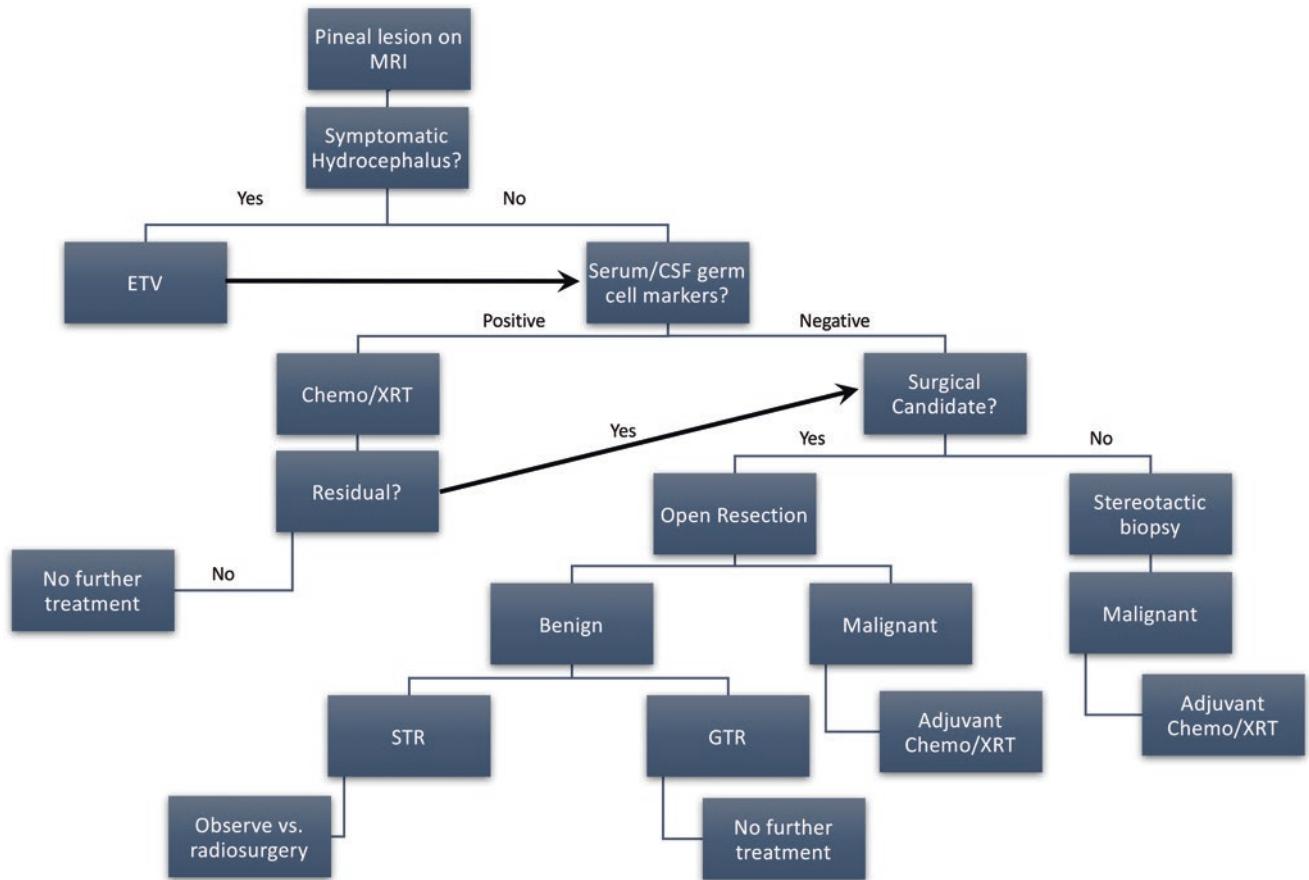 Pineal lesion on
MRI
Symptomatic
Hydrocephalus?
Yes
No
ETV
Serum/CSF germ
cell markers?
Positive
Negative
Chemo/XRT
Surgical
Candidate?
Yes
Yes
No
Residual?
Open Resection
Stereotactic
biopsy
No further
treatment
No
Benign
Malignant
Malignant
STR
GTR
Adjuvant
Chemo/XRT
Adjuvant
Chemo/XRT
Observe vs.
radiosurgery
No further
treatment